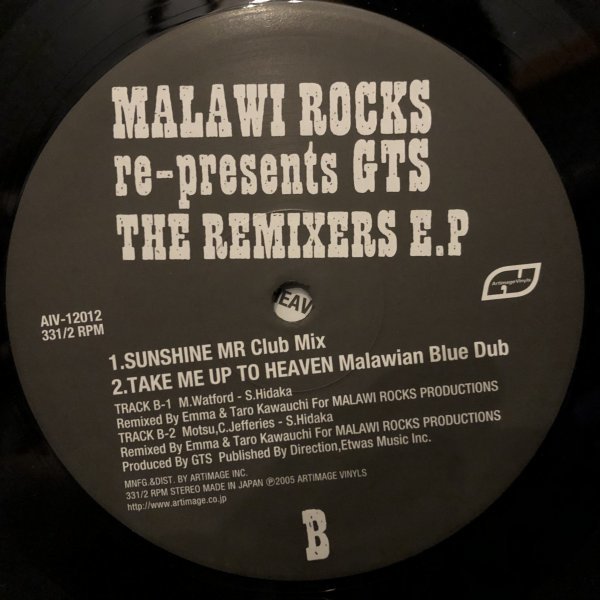 MALAWI ROCKS
re-presents GTS
THE REMIXERS E.P
ArtimageVinyls
EAV
AIV-12012
331/2 RPM
1.SUNSHINE MR Club Mix
2.TAKE ME UP TO HEAVEN Malawian Blue Dub
TRACK B-1 M.Watford - S.Hidaka
Remixed By Emma & Taro Kawauchi For MALAWI ROCKS PRODUCTIONS
TRACK B-2 Motsu,C.Jefferies - S.Hidaka
Remixed By Emma & Taro Kawauchi For MALAWI ROCKS PRODUCTIONS
Produced By GTS Published By Direction,Etwas Music Inc.
MNFG.&DIST. BY ARTIMAGE INC.
331/2 RPM STEREO MADE IN JAPAN ℗2005 ARTIMAGE VINYLS
http://www.artimage.co.jp
B